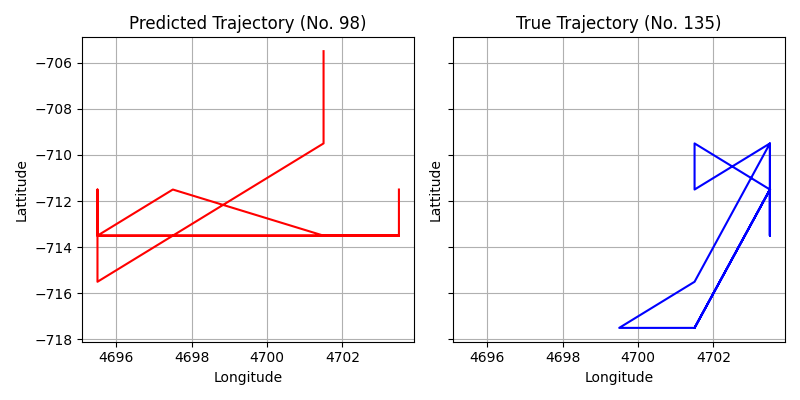 Predicted Trajectory (No. 98)
True Trajectory (No. 135)
Lattitude
−706
−708
−710
−712
−714
−716
−718
4696
4698
4700
4702
Longitude
Lattitude
4696
4698
4700
4702
Longitude